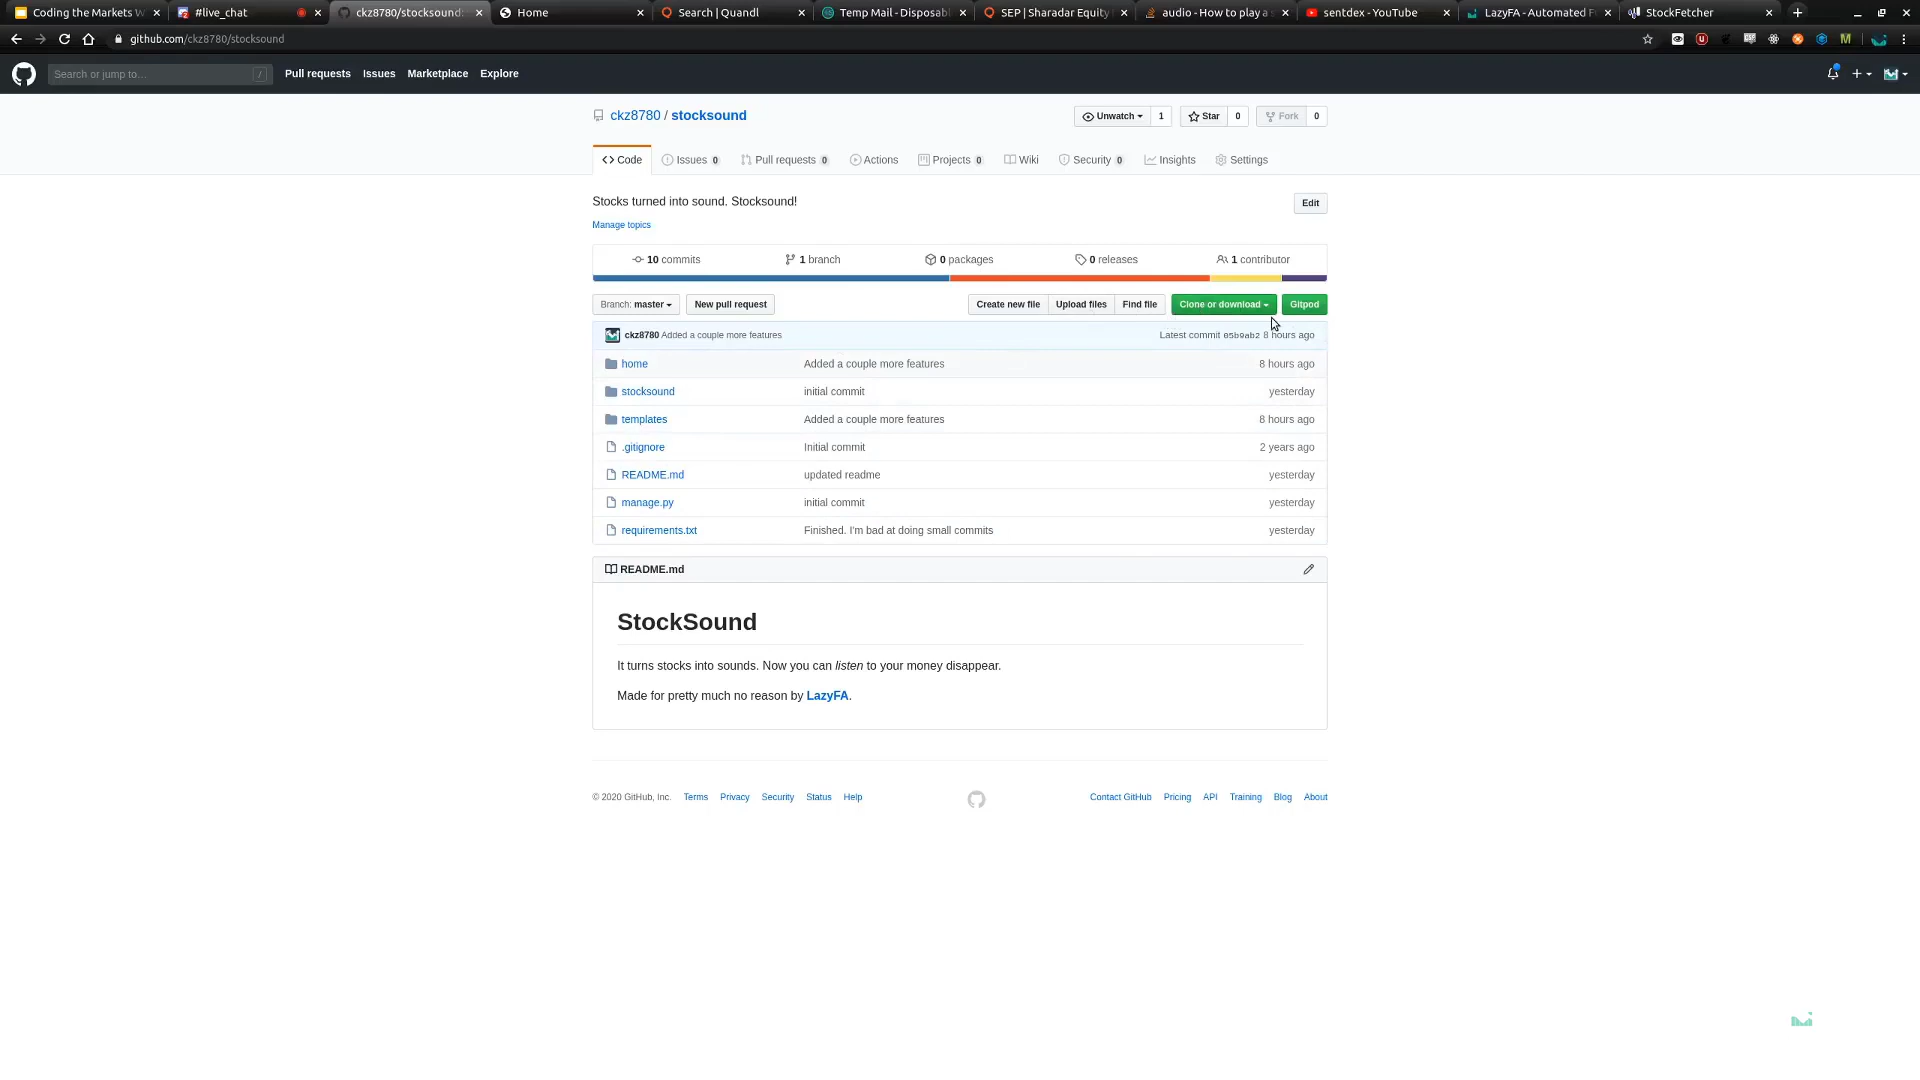 Coding the Markets W
#live_chat
ckz8780/stocksound:
Home
Search | Quandl
Temp Mail - Disposabl
SEP | Sharadar Equity
audio - How to play a s
sentdex - YouTube
LazyFA - Automated F
StockFetcher
github.com/ckz8780/stocksound
Search or jump to... /
Pull requests Issues Marketplace Explore
ckz8780 / stocksound
Unwatch 1
Star 0
Fork 0
Code
Issues 0
Pull requests 0
Actions
Projects 0
Wiki
Security 0
Insights
Settings
Stocks turned into sound. Stocksound!
Edit
Manage topics
10 commits
1 branch
0 packages
0 releases
1 contributor
Branch: master
New pull request
Create new file
Upload files
Find file
Clone or download
Gitpod
ckz8780 Added a couple more features
Latest commit 05b9ab2 8 hours ago
home Added a couple more features 8 hours ago
stocksound initial commit yesterday
templates Added a couple more features 8 hours ago
.gitignore Initial commit 2 years ago
README.md updated readme yesterday
manage.py initial commit yesterday
requirements.txt Finished. I'm bad at doing small commits yesterday
README.md
StockSound
It turns stocks into sounds. Now you can listen to your money disappear.
Made for pretty much no reason by LazyFA.
© 2020 GitHub, Inc. Terms Privacy Security Status Help
Contact GitHub Pricing API Training Blog About